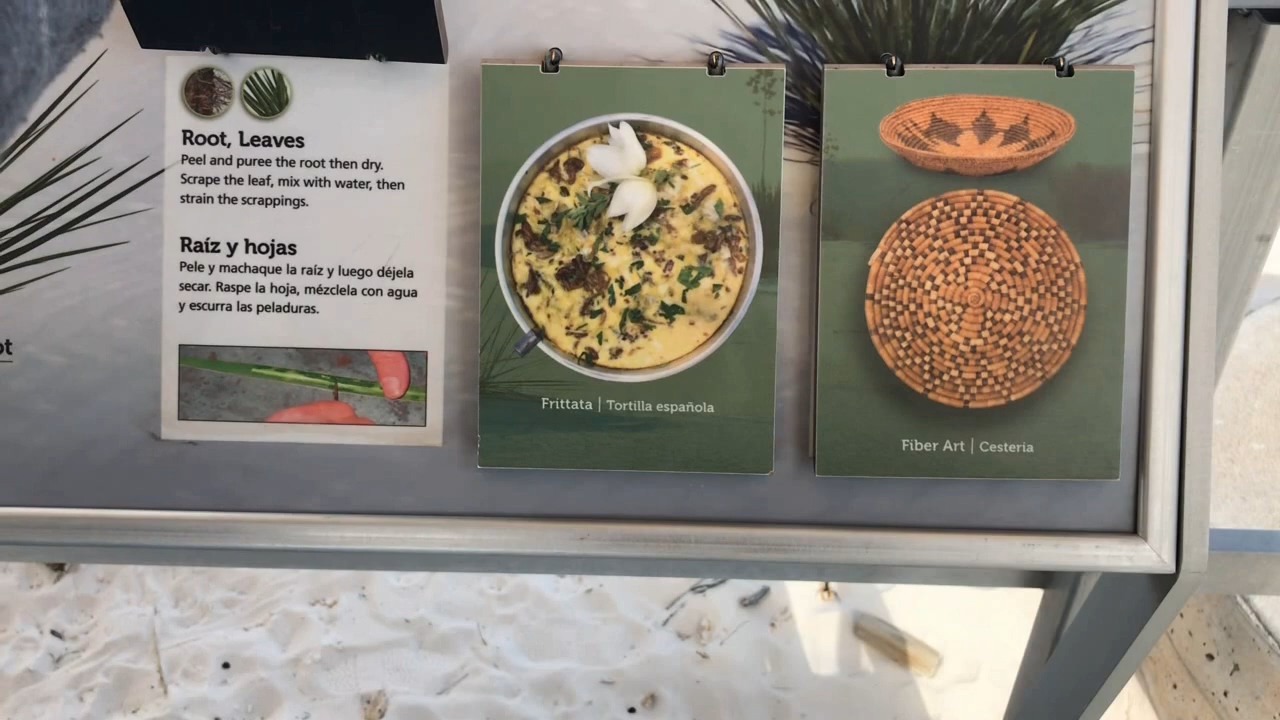 Root, Leaves
Peel and puree the root then dry.
Scrape the leaf, mix with water, then
strain the scrappings.
Raíz y hojas
Pele y machaque la raíz y luego déjela
secar. Raspe la hoja, mézclela con agua
y escurra las peladuras.
Frittata | Tortilla española
Fiber Art | Cesteria